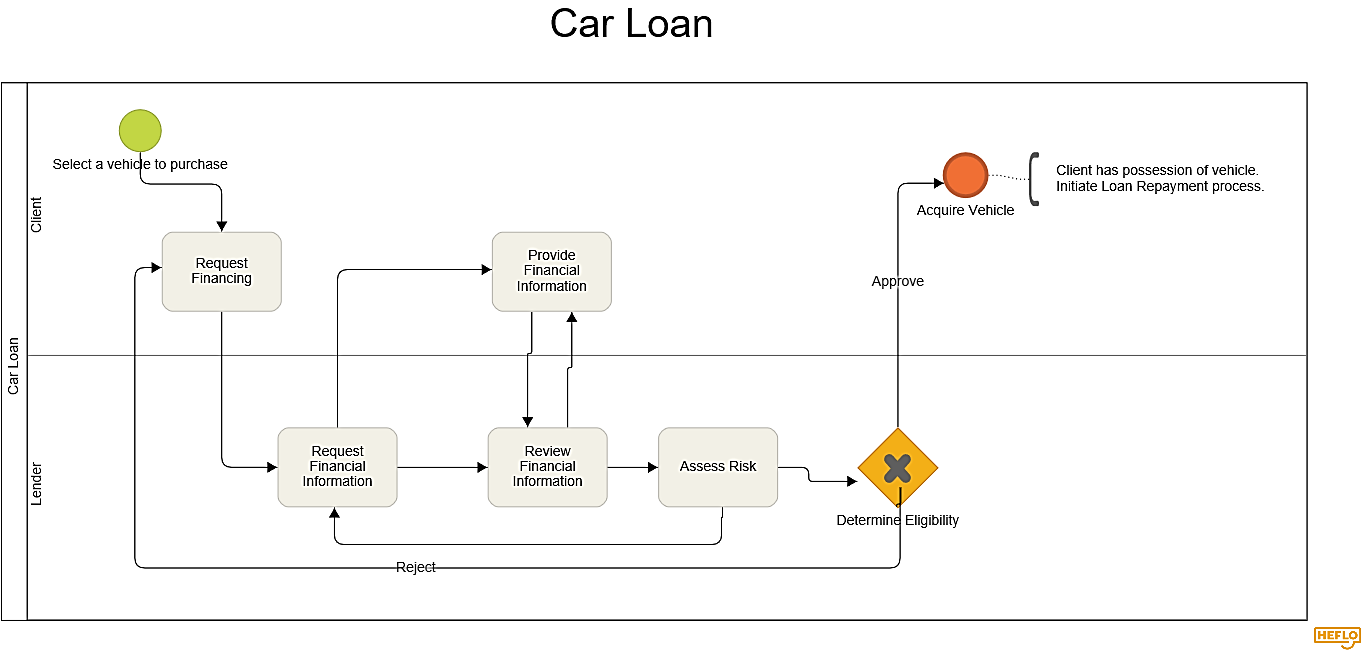 Car Loan
Car Loan
Client
Lender
Select a vehicle to purchase
Request
Financing
Provide
Financial
Information
Acquire Vehicle
Client has possession of vehicle.
Initiate Loan Repayment process.
Approve
Request
Financial
Information
Review
Financial
Information
Assess Risk
Determine Eligibility
Reject
HEFLO